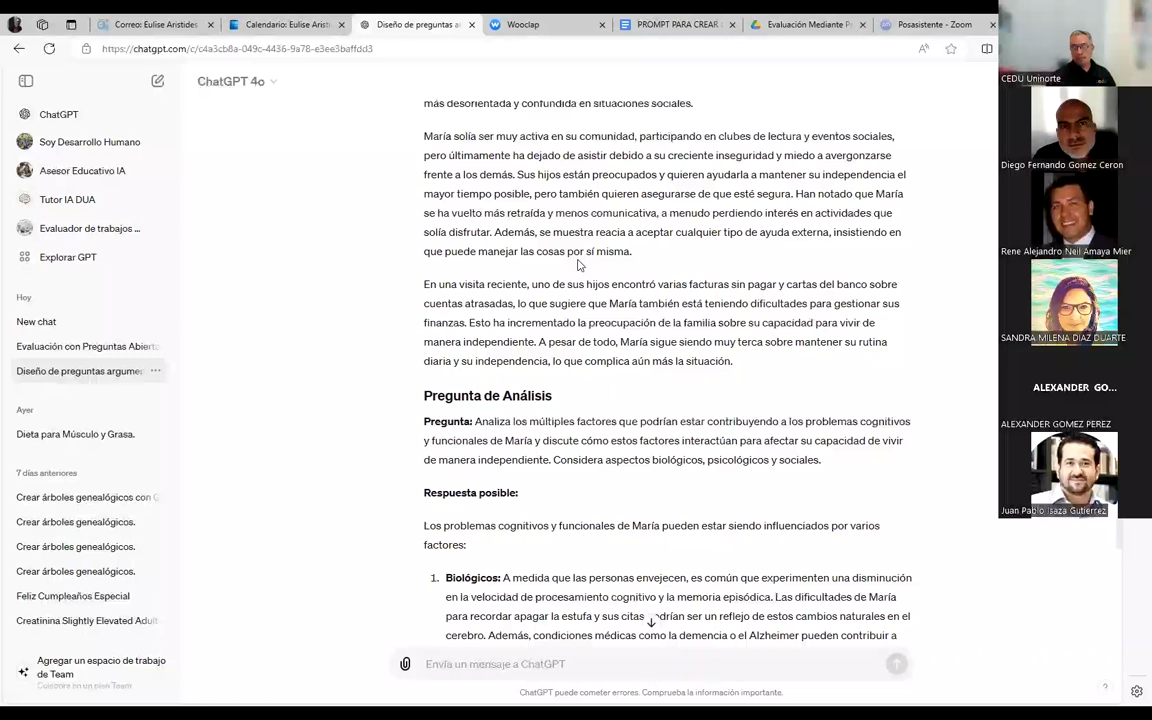 Correo: Eulise Aristides
Calendario: Eulise Arist
Diseño de preguntas a
Wooclap
PROMPT PARA CREAR
Evaluación Mediante P
Posasistente - Zoom
https://chatgpt.com/c/c4a3cb8a-049c-4436-9a78-e3ee3baffdd3
ChatGPT 4o
ChatGPT
Soy Desarrollo Humano
Asesor Educativo IA
Tutor IA DUA
Evaluador de trabajos ...
Explorar GPT
Hoy
New chat
Evaluación con Preguntas Abierta
Diseño de preguntas argume
Ayer
Dieta para Músculo y Grasa.
7 días anteriores
Crear árboles genealógicos con
Crear árboles genealógicos.
Crear árboles genealógicos.
Crear árboles genealógicos.
Feliz Cumpleaños Especial
Creatinina Slightly Elevated Adul
Agregar un espacio de trabajo
de Team
más desorientada y confundida en situaciones sociales.
María solía ser muy activa en su comunidad, participando en clubes de lectura y eventos sociales,
pero últimamente ha dejado de asistir debido a su creciente inseguridad y miedo a avergonzarse
frente a los demás. Sus hijos están preocupados y quieren ayudarla a mantener su independencia el
mayor tiempo posible, pero también quieren asegurarse de que esté segura. Han notado que María
se ha vuelto más retraída y menos comunicativa, a menudo perdiendo interés en actividades que
solía disfrutar. Además, se muestra reacia a aceptar cualquier tipo de ayuda externa, insistiendo en
que puede manejar las cosas por sí misma.
En una visita reciente, uno de sus hijos encontró varias facturas sin pagar y cartas del banco sobre
cuentas atrasadas, lo que sugiere que María también está teniendo dificultades para gestionar sus
finanzas. Esto ha incrementado la preocupación de la familia sobre su capacidad para vivir de
manera independiente. A pesar de todo, María sigue siendo muy terca sobre mantener su rutina
diaria y su independencia, lo que complica aún más la situación.
Pregunta de Análisis
Pregunta: Analiza los múltiples factores que podrían estar contribuyendo a los problemas cognitivos
y funcionales de María y discute cómo estos factores interactúan para afectar su capacidad de vivir
de manera independiente. Considera aspectos biológicos, psicológicos y sociales.
Respuesta posible:
Los problemas cognitivos y funcionales de María pueden estar siendo influenciados por varios
factores:
1. Biológicos: A medida que las personas envejecen, es común que experimenten una disminución
en la velocidad de procesamiento cognitivo y la memoria episódica. Las dificultades de María
para recordar apagar la estufa y sus citas podrían ser un reflejo de estos cambios naturales en el
cerebro. Además, condiciones médicas como la demencia o el Alzheimer pueden contribuir a
Envía un mensaje a ChatGPT
ChatGPT puede cometer errores. Comprueba la información importante.
?
CEDU Uninorte
Diego Fernando Gomez Ceron
Rene Alejandro Neil Amaya Mier
SANDRA MILENA DIAZ DUARTE
ALEXANDER GO...
ALEXANDER GOMEZ PEREZ
Juan Pablo Isaza Gutierrez